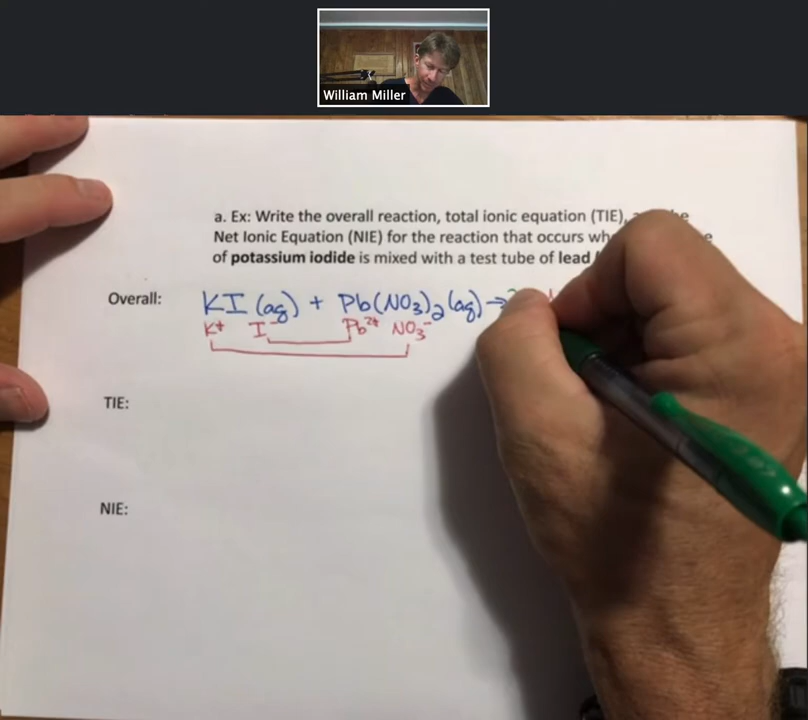 William Miller
a. Ex: Write the overall reaction, total ionic equation (TIE),
Net Ionic Equation (NIE) for the reaction that occurs
of potassium iodide is mixed with a test tube of lead
Overall: KI (aq) + Pb(NO₃)₂(aq) →
K⁺ I⁻ Pb²⁺ NO₃⁻
TIE:
NIE: